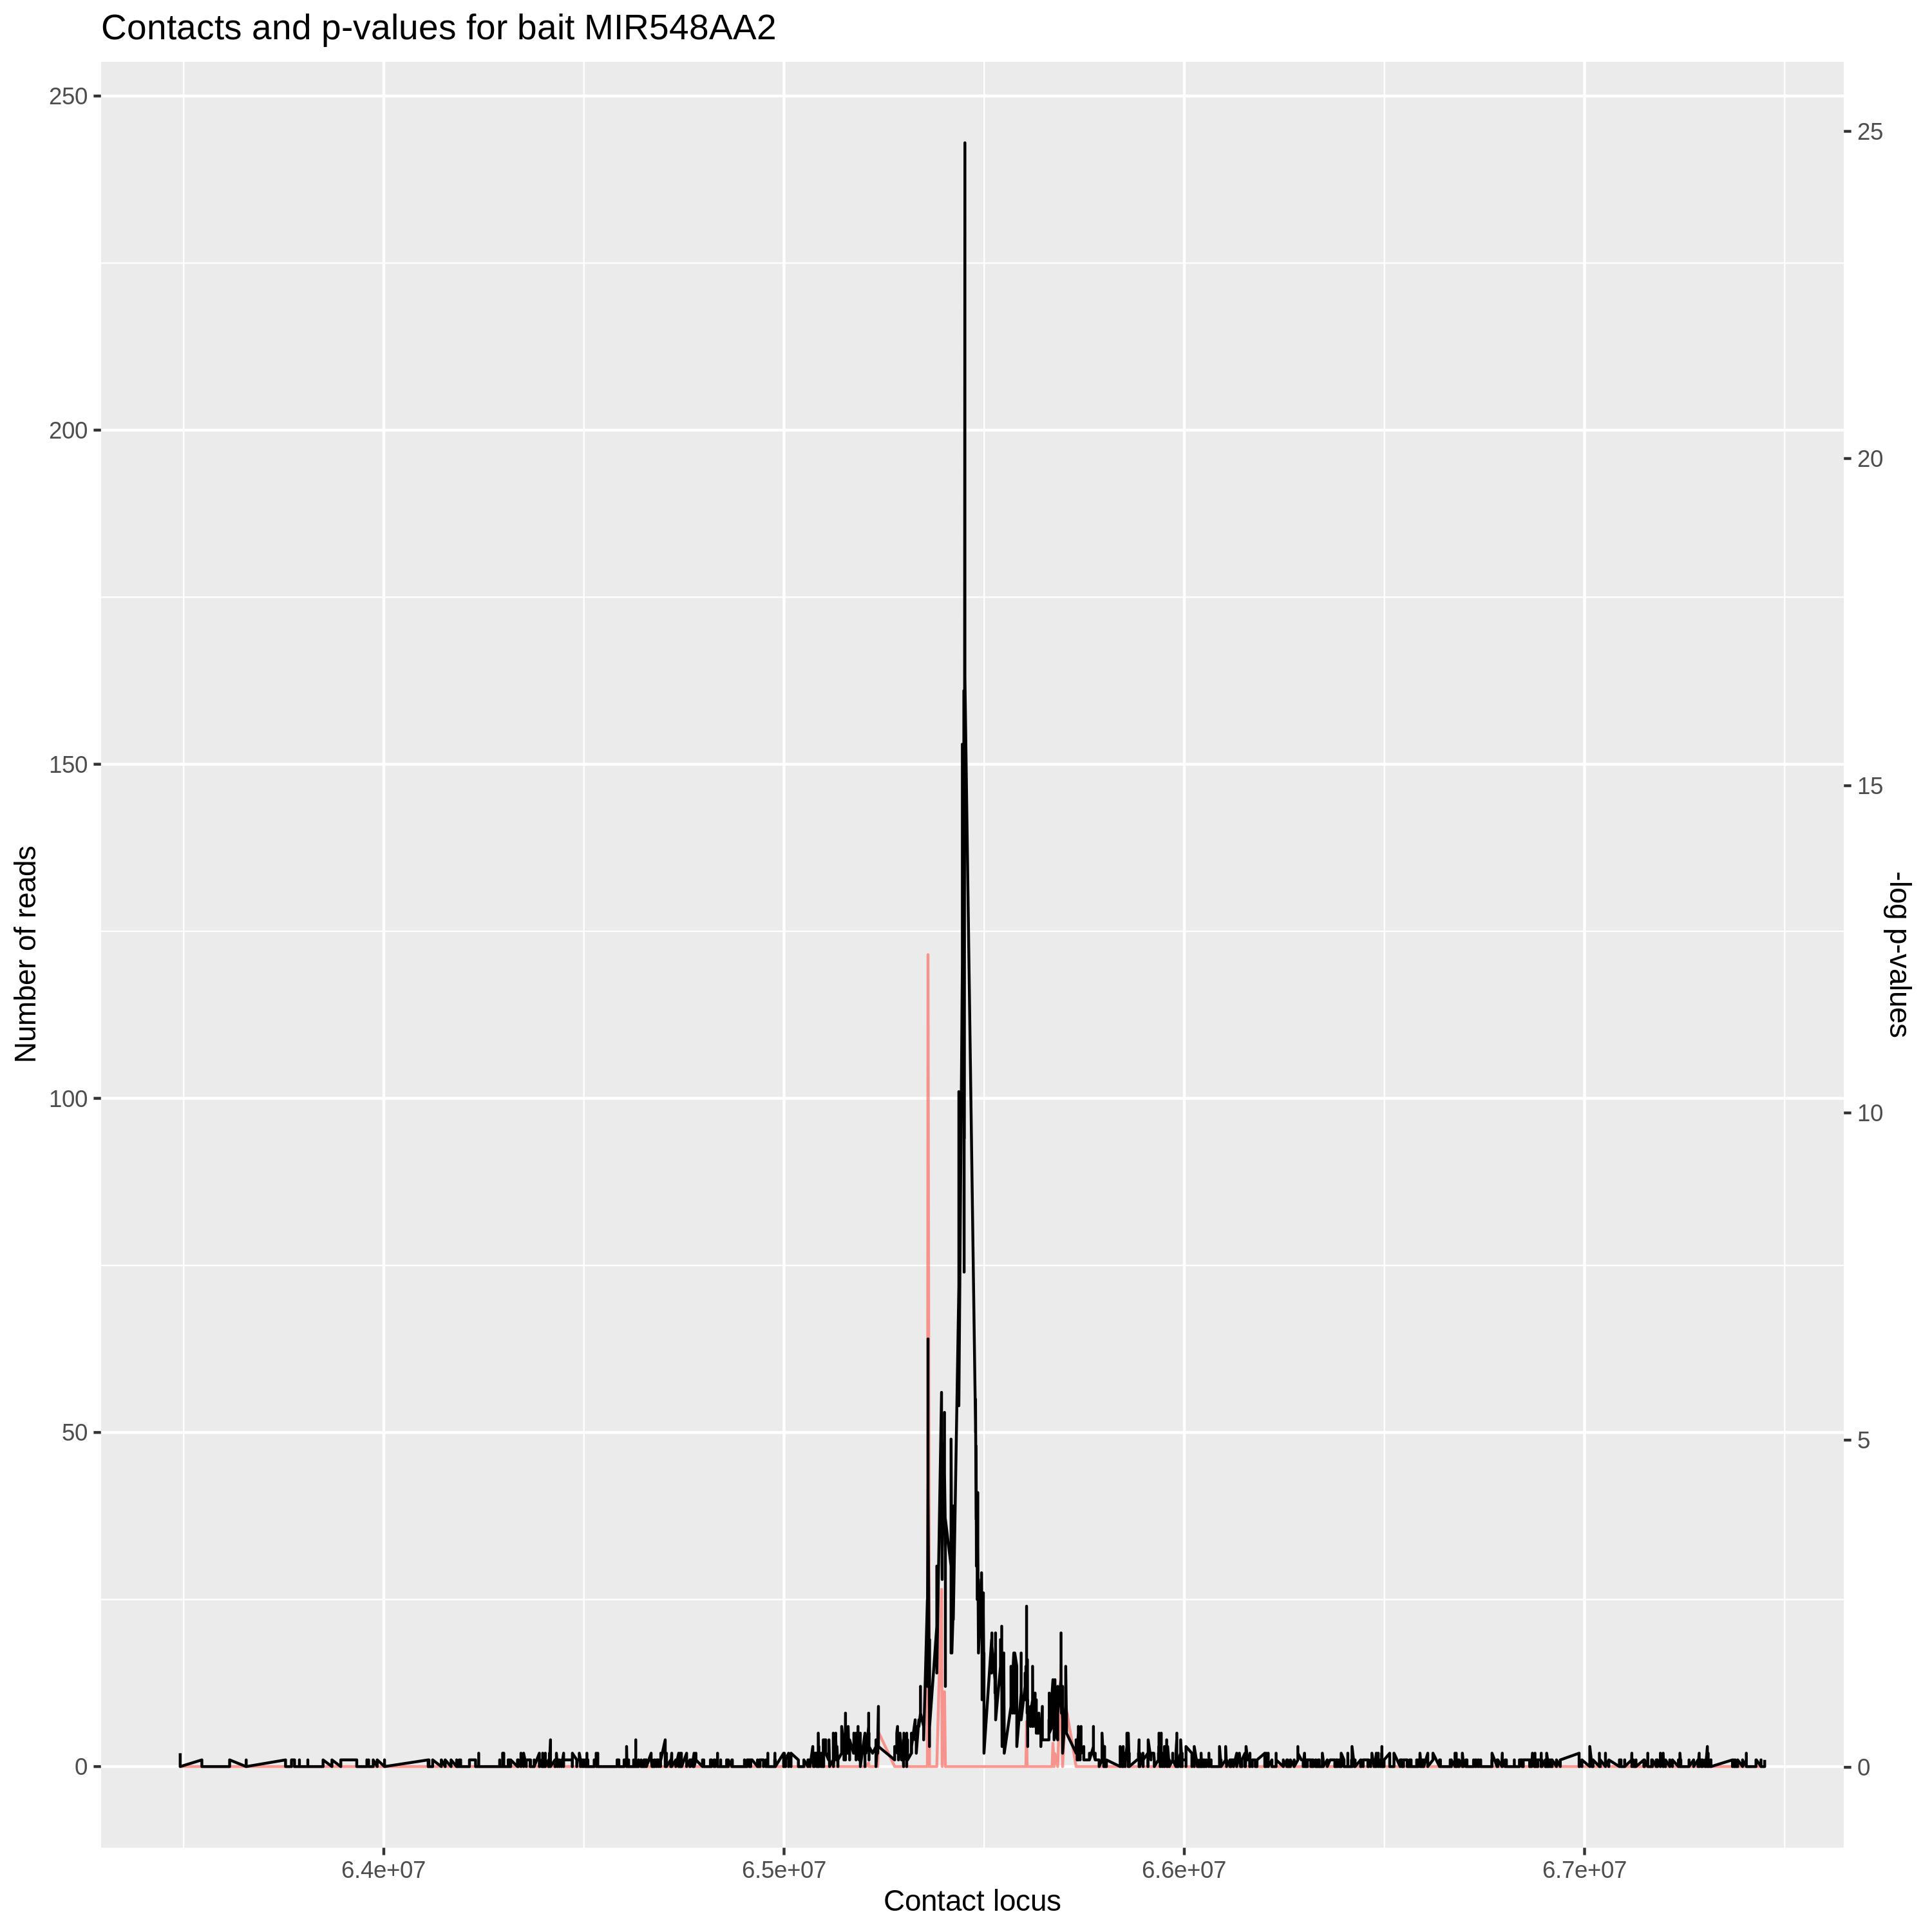 Contacts and p-values for bait MIR548AA2
250
200
150
100
50
0
25
20
15
10
5
0
Number of reads
-log p-values
6.4e+07
6.5e+07
6.6e+07
6.7e+07
Contact locus